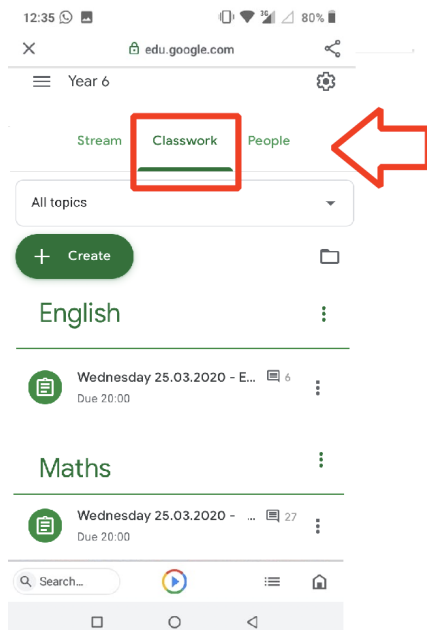 12:35 3G 80%
edu.google.com
Year 6
Stream Classwork People
All topics
+ Create
English
Wednesday 25.03.2020 - E... 6
Due 20:00
Maths
Wednesday 25.03.2020 - ... 27
Due 20:00
Search...